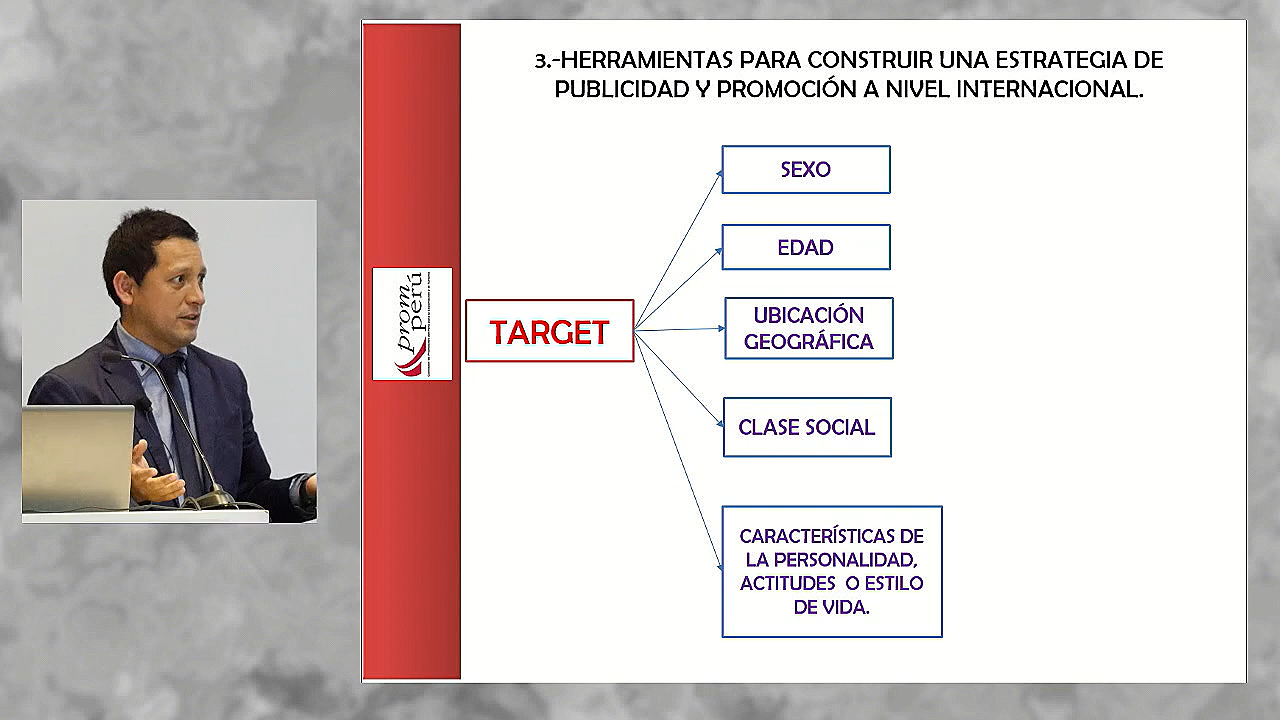 3.-HERRAMIENTAS PARA CONSTRUIR UNA ESTRATEGIA DE
PUBLICIDAD Y PROMOCIÓN A NIVEL INTERNACIONAL.
prom
perú
TARGET
SEXO
EDAD
UBICACIÓN
GEOGRÁFICA
CLASE SOCIAL
CARACTERÍSTICAS DE
LA PERSONALIDAD,
ACTITUDES O ESTILO
DE VIDA.